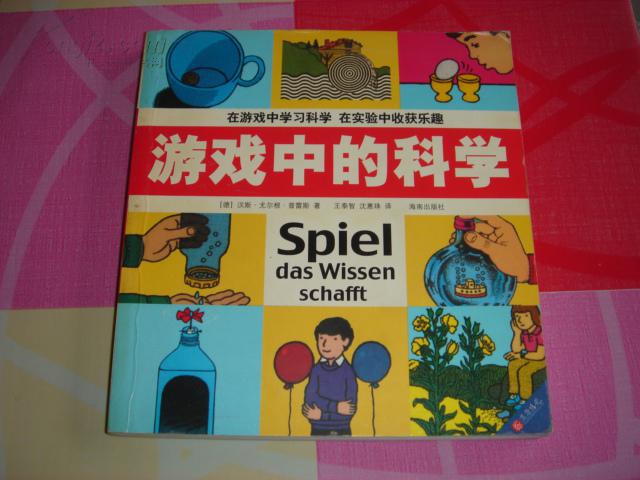 在游戏中学习科学 在实验中收获乐趣
游戏中的科学
[德] 汉斯·尤尔根·普雷斯 著 王泰智 沈惠珠 译 海南出版社
Spiel
das Wissen
schafft